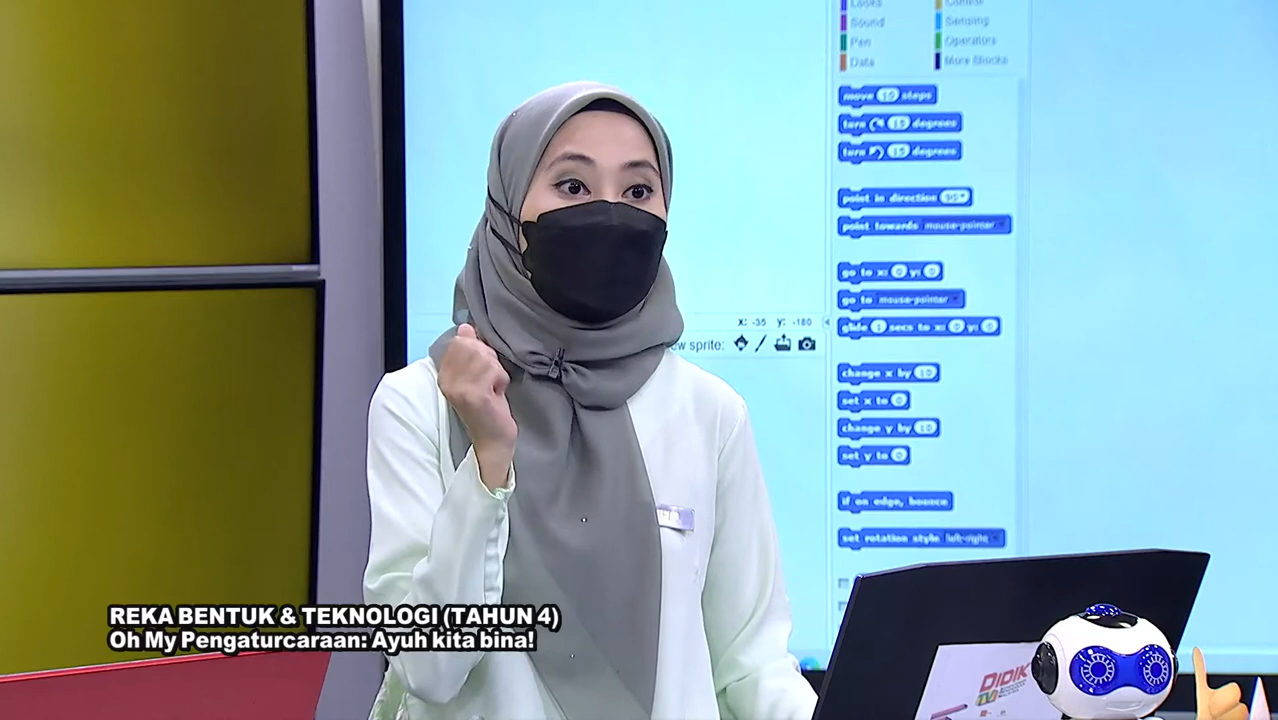 Looks
Control
Sound
Sensing
Pen
Operators
Data
More Blocks
move 10 steps
turn 15 degrees
turn 15 degrees
point in direction 90
point towards mouse-pointer
go to x: 0 y: 0
go to mouse-pointer
glide 1 secs to x: 0 y: 0
x: -35 y: -180
sprite:
change x by 10
set x to 0
change y by 10
set y to 0
if on edge, bounce
set rotation style left-right
REKA BENTUK & TEKNOLOGI (TAHUN 4)
Oh My Pengaturcaraan: Ayuh kita bina!
DIDIK
TV